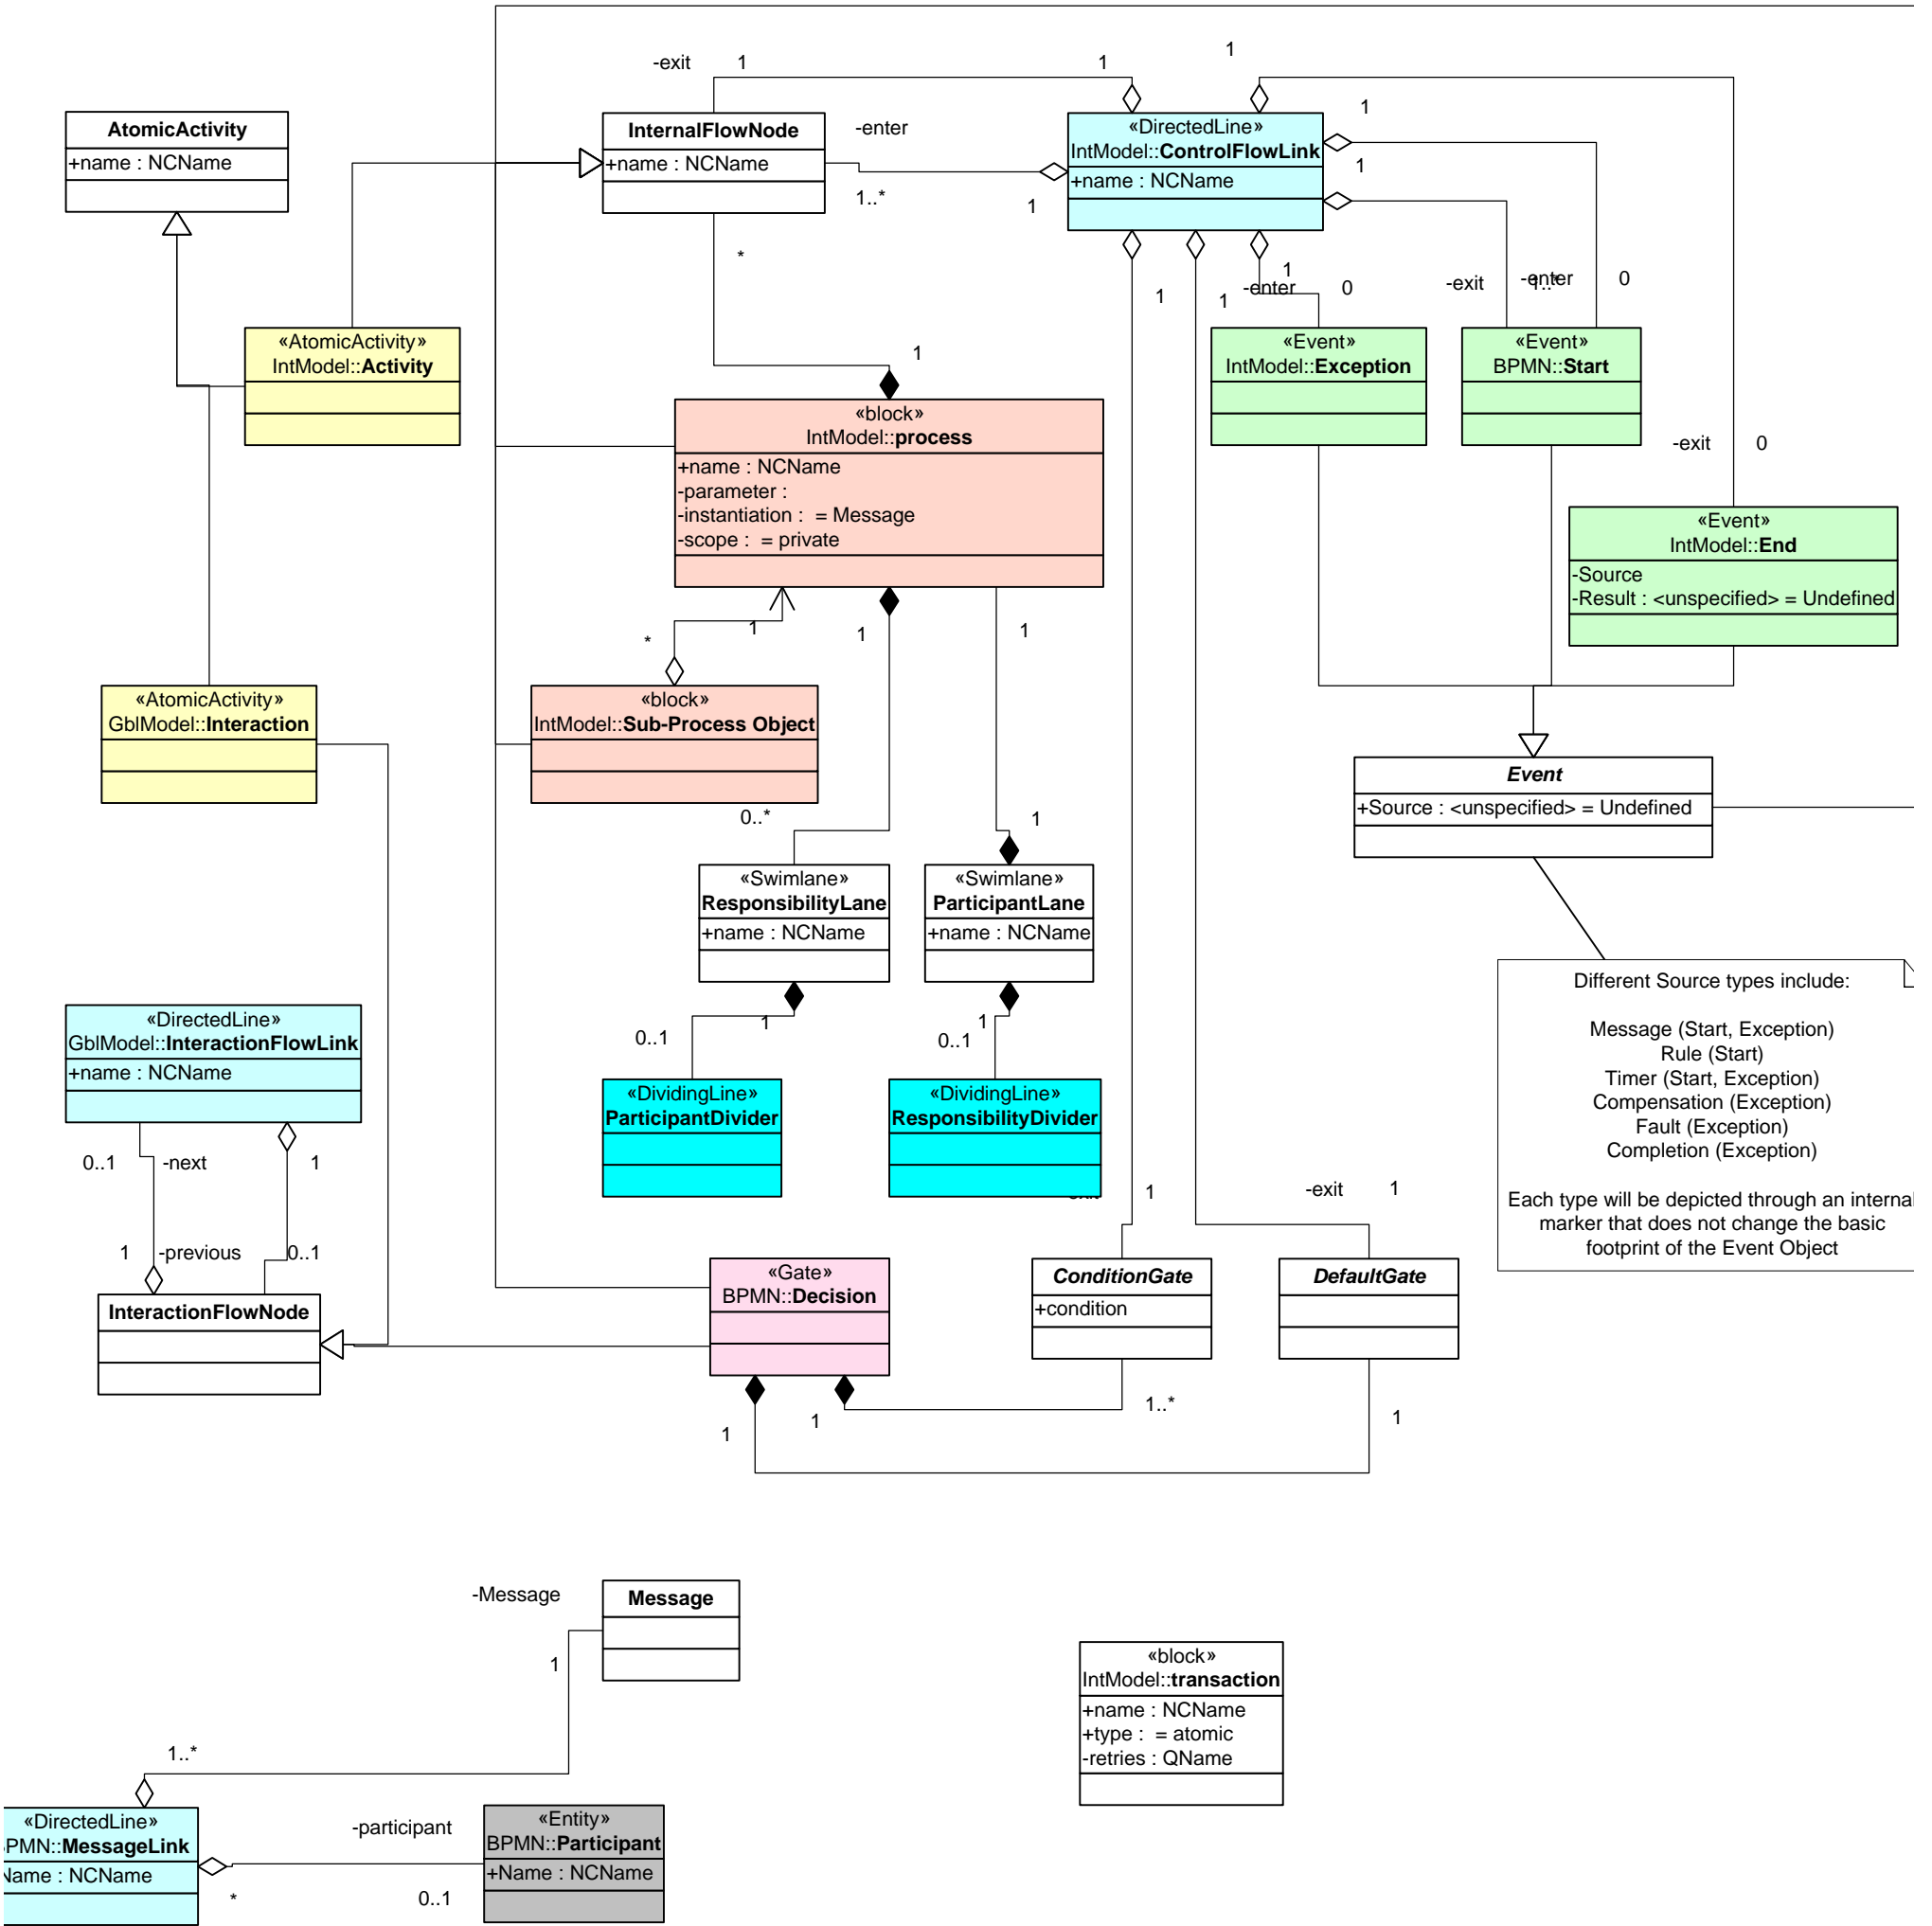 -exit
1
1
1
AtomicActivity
+name : NCName
InternalFlowNode
+name : NCName
-enter
1..*
1
«DirectedLine»
IntModel::ControlFlowLink
+name : NCName
1
1
*
1
1
1
-enter
0
-exit
-enter
0
«AtomicActivity»
IntModel::Activity
1
«Event»
IntModel::Exception
«Event»
BPMN::Start
«block»
IntModel::process
+name : NCName
-parameter :
-instantiation :  = Message
-scope :  = private
-exit
0
«Event»
IntModel::End
-Source
-Result : <unspecified> = Undefined
*
1
1
1
«AtomicActivity»
GblModel::Interaction
«block»
IntModel::Sub-Process Object
0..*
1
Event
+Source : <unspecified> = Undefined
«Swimlane»
ResponsibilityLane
+name : NCName
«Swimlane»
ParticipantLane
+name : NCName
Different Source types include:
Message (Start, Exception)
Rule (Start)
Timer (Start, Exception)
Compensation (Exception)
Fault (Exception)
Completion (Exception)
Each type will be depicted through an internal
marker that does not change the basic
footprint of the Event Object
«DirectedLine»
GblModel::InteractionFlowLink
+name : NCName
0..1
1
0..1
1
«DividingLine»
ParticipantDivider
«DividingLine»
ResponsibilityDivider
0..1
-next
1
1
-exit
1
1
-previous
0..1
InteractionFlowNode
«Gate»
BPMN::Decision
ConditionGate
+condition
DefaultGate
1
1
1..*
1
-Message
1
Message
«block»
IntModel::transaction
+name : NCName
+type :  = atomic
-retries : QName
1..*
«DirectedLine»
PMN::MessageLink
Name : NCName
-participant
*
0..1
«Entity»
BPMN::Participant
+Name : NCName